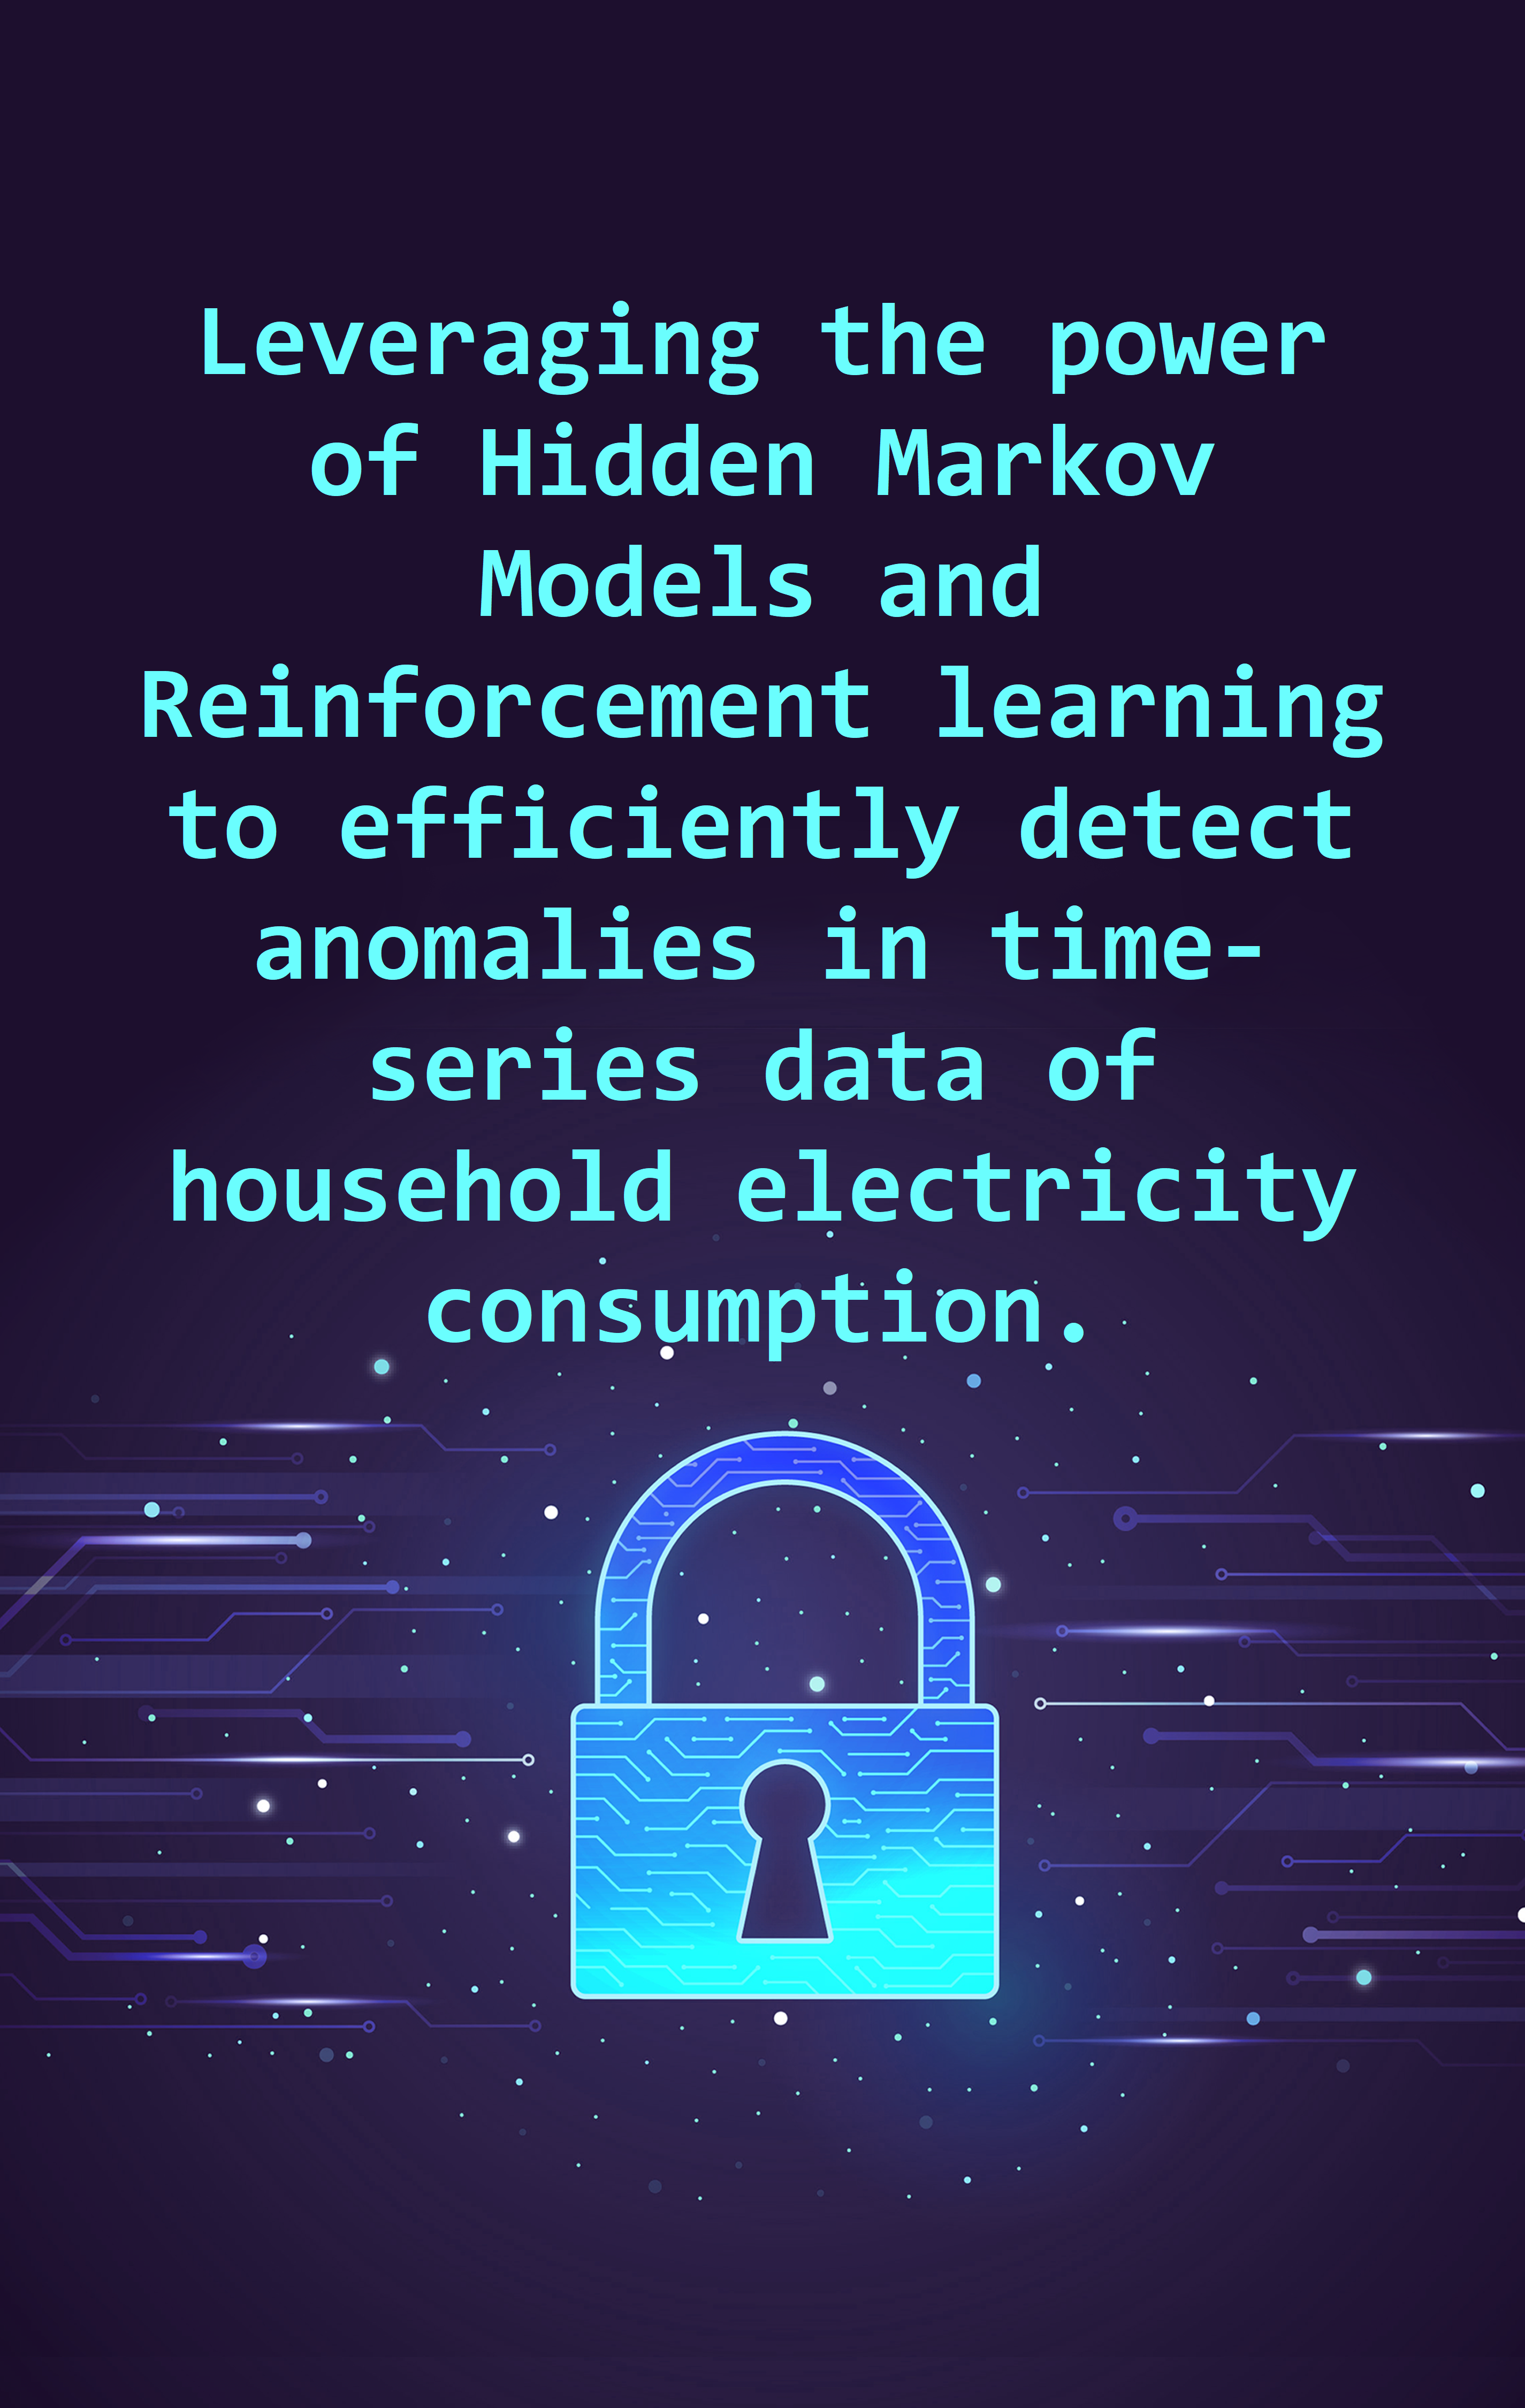 Leveraging the power
of Hidden Markov
Models and
Reinforcement learning
to efficiently detect
anomalies in time-
series data of
household electricity
consumption.